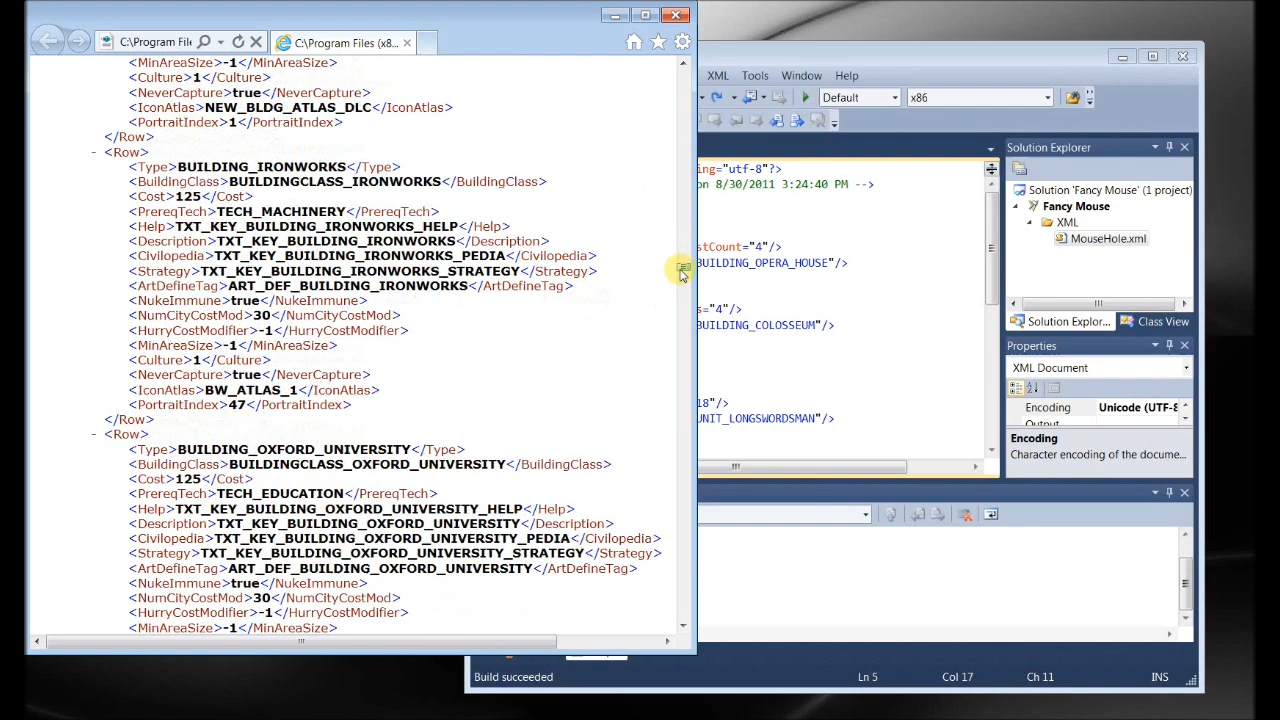 C:\Program File
C:\Program Files (x8...
<MinAreaSize>-1</MinAreaSize>
<Culture>1</Culture>
<NeverCapture>true</NeverCapture>
<IconAtlas>NEW_BLDG_ATLAS_DLC</IconAtlas>
<PortraitIndex>1</PortraitIndex>
</Row>
- <Row>
<Type>BUILDING_IRONWORKS</Type>
<BuildingClass>BUILDINGCLASS_IRONWORKS</BuildingClass>
<Cost>125</Cost>
<PrereqTech>TECH_MACHINERY</PrereqTech>
<Help>TXT_KEY_BUILDING_IRONWORKS_HELP</Help>
<Description>TXT_KEY_BUILDING_IRONWORKS</Description>
<Civilopedia>TXT_KEY_BUILDING_IRONWORKS_PEDIA</Civilopedia>
<Strategy>TXT_KEY_BUILDING_IRONWORKS_STRATEGY</Strategy>
<ArtDefineTag>ART_DEF_BUILDING_IRONWORKS</ArtDefineTag>
<NukeImmune>true</NukeImmune>
<NumCityCostMod>30</NumCityCostMod>
<HurryCostModifier>-1</HurryCostModifier>
<MinAreaSize>-1</MinAreaSize>
<Culture>1</Culture>
<NeverCapture>true</NeverCapture>
<IconAtlas>BW_ATLAS_1</IconAtlas>
<PortraitIndex>47</PortraitIndex>
</Row>
- <Row>
<Type>BUILDING_OXFORD_UNIVERSITY</Type>
<BuildingClass>BUILDINGCLASS_OXFORD_UNIVERSITY</BuildingClass>
<Cost>125</Cost>
<PrereqTech>TECH_EDUCATION</PrereqTech>
<Help>TXT_KEY_BUILDING_OXFORD_UNIVERSITY_HELP</Help>
<Description>TXT_KEY_BUILDING_OXFORD_UNIVERSITY</Description>
<Civilopedia>TXT_KEY_BUILDING_OXFORD_UNIVERSITY_PEDIA</Civilopedia>
<Strategy>TXT_KEY_BUILDING_OXFORD_UNIVERSITY_STRATEGY</Strategy>
<ArtDefineTag>ART_DEF_BUILDING_OXFORD_UNIVERSITY</ArtDefineTag>
<NukeImmune>true</NukeImmune>
<NumCityCostMod>30</NumCityCostMod>
<HurryCostModifier>-1</HurryCostModifier>
<MinAreaSize>-1</MinAreaSize>
XML Tools Window Help
Default x86
ing="utf-8"?>
on 8/30/2011 3:24:40 PM -->
stCount="4"/>
BUILDING_OPERA_HOUSE"/>
s="4"/>
BUILDING_COLOSSEUM"/>
18"/>
UNIT_LONGSWORDSMAN"/>
Solution Explorer
Solution 'Fancy Mouse' (1 project)
Fancy Mouse
XML
MouseHole.xml
Solution Explor... Class View
Properties
XML Document
Encoding Unicode (UTF-8
Output
Encoding
Character encoding of the docume...
Build succeeded Ln 5 Col 17 Ch 11 INS